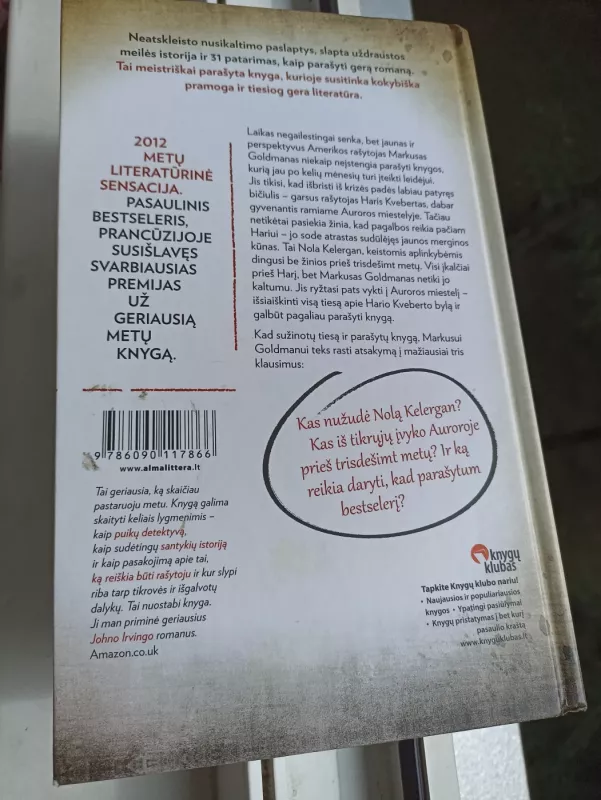 Neatskleisto nusikaltimo paslaptys, slapta uždraustos
meilės istorija ir 31 patarimas, kaip parašyti gerą romaną.
Tai meistriškai parašyta knyga, kurioje susitinka kokybiška
pramoga ir tiesiog gera literatūra.
2012
METŲ
LITERATŪRINĖ
SENSACIJA.
PASAULINIS
BESTSELERIS,
PRANCŪZIJOJE
SUSIŠLAVĘS
SVARBIAUSIAS
PREMIJAS
UŽ
GERIAUSIĄ
METŲ
KNYGĄ.
Laikas negailestingai senka, bet jaunas ir
perspektyvus Amerikos rašytojas Markusas
Goldmanas niekaip neįstengia parašyti knygos,
kurią jau po kelių mėnesių turi įteikti leidėjui.
Jis tikisi, kad išbristi iš krizės padės labiau patyręs
bičiulis – garsus rašytojas Haris Kvebertas, dabar
gyvenantis ramiame Auroros miestelyje. Tačiau
netikėtai pasiekia žinia, kad pagalbos reikia pačiam
Hariui – jo sode atrastas sudūlėjęs jaunos merginos
kūnas. Tai Nola Kelergan, keistomis aplinkybėmis
dingusi be žinios prieš trisdešimt metų. Visi įkalčiai
prieš Harį, bet Markusas Goldmanas netiki jo
kaltumu. Jis ryžtasi pats vykti į Auroros miestelį –
išsiaiškinti visą tiesą apie Hario Kveberto bylą ir
galbūt pagaliau parašyti knygą.
Kad sužinotų tiesą ir parašytų knygą, Markusui
Goldmanui teks rasti atsakymą į mažiausiai tris
klausimus:
Kas nužudė Nolą Kelergan?
Kas iš tikrųjų įvyko Auroroje
prieš trisdešimt metų? Ir ką
reikia daryti, kad parašytum
bestselerį?
9 786090 117866
www.almalittera.lt
Tai geriausia, ką skaičiau
pastaruoju metu. Knygą galima
skaityti keliais lygmenimis –
kaip puikų detektyvą,
kaip sudėtingų santykių istoriją
ir kaip pasakojimą apie tai,
ką reiškia būti rašytoju ir kur slypi
riba tarp tikrovės ir išgalvotų
dalykų. Tai nuostabi knyga.
Ji man priminė geriausius
Johno Irvingo romanus.
Amazon.co.uk
knygų
klubas
Tapkite Knygų klubo nariu!
• Naujausios ir populiariausios
knygos • Ypatingi pasiūlymai
• Knygų pristatymas į bet kurį
pasaulio kraštą
www.knyguklubas.lt